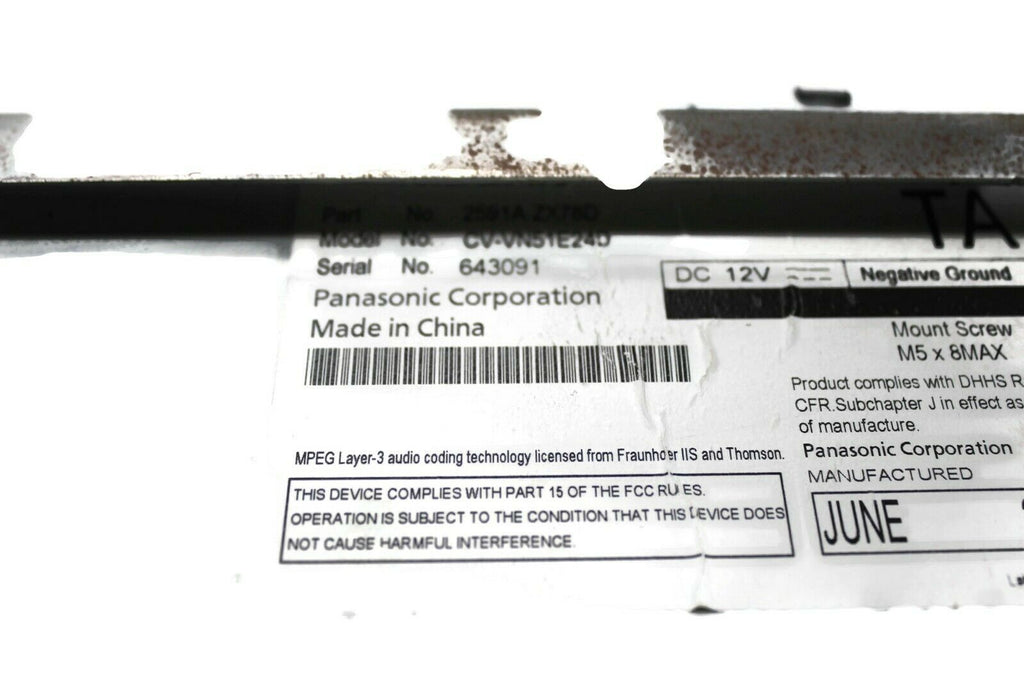 Part No. 2591A ZX78D
Model No. CV-VN51E24D
Serial No. 643091
Panasonic Corporation
Made in China
MPEG Layer-3 audio coding technology licensed from Fraunhofer IIS and Thomson.
THIS DEVICE COMPLIES WITH PART 15 OF THE FCC RULES.
OPERATION IS SUBJECT TO THE CONDITION THAT THIS DEVICE DOES
NOT CAUSE HARMFUL INTERFERENCE.
TA
DC 12V
Negative Ground
Mount Screw
M5 x 8MAX
Product complies with DHHS R
CFR.Subchapter J in effect as
of manufacture.
Panasonic Corporation
MANUFACTURED
JUNE